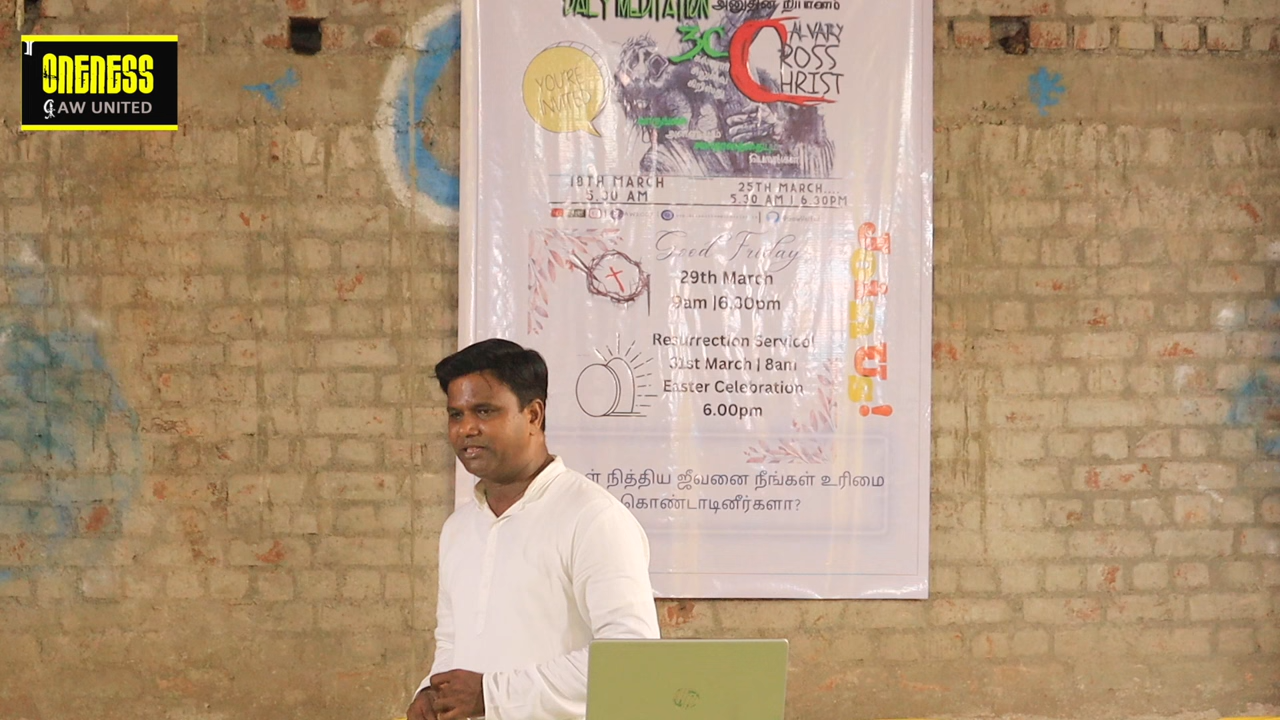 ONENESS
AW UNITED
DAILY MEDITATION
அனுதின தியானம்
3C
CALVARY
CROSS
CHRIST
YOU'RE
INVITED
18TH MARCH
5.30 AM
25TH MARCH....
5.30 AM | 6.30PM
Good Friday
29th March
9am |6.30pm
Resurrection Service!
31st March | 8am
Easter Celebration
6.00pm
நித்திய ஜீவனை நீங்கள் உரிமை
கொண்டாடினீர்களா?